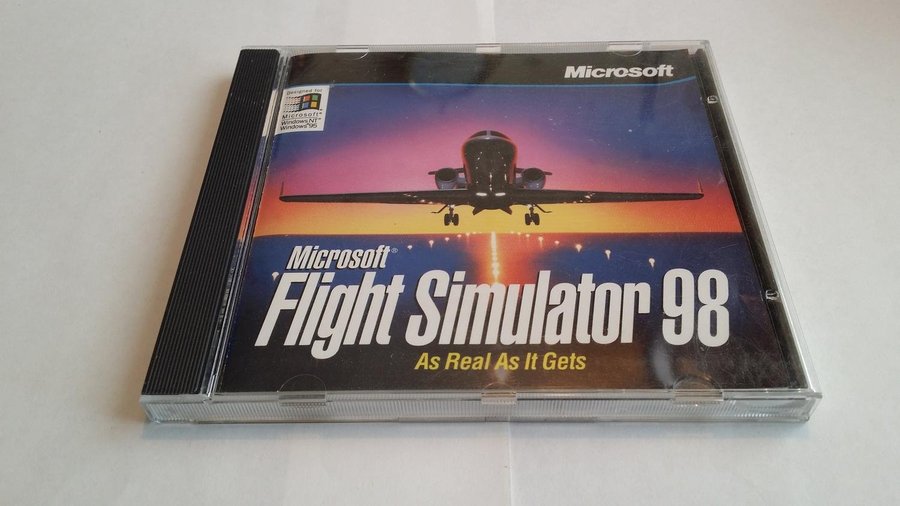 Microsoft
Designed for
Microsoft®
Windows NT®
Windows®95
Microsoft®
Flight Simulator 98
As Real As It Gets